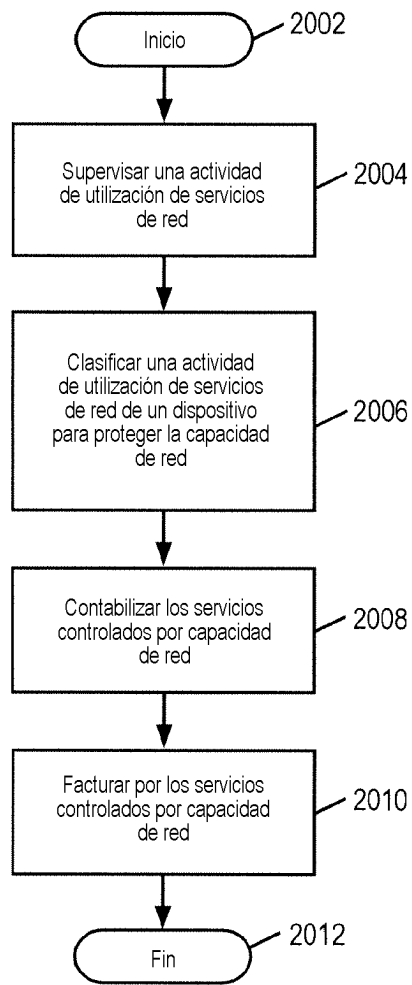 Inicio
2002
Supervisar una actividad
de utilización de servicios
de red
2004
Clasificar una actividad
de utilización de servicios
de red de un dispositivo
para proteger la capacidad
de red
2006
Contabilizar los servicios
controlados por capacidad
de red
2008
Facturar por los servicios
controlados por capacidad
de red
2010
Fin
2012